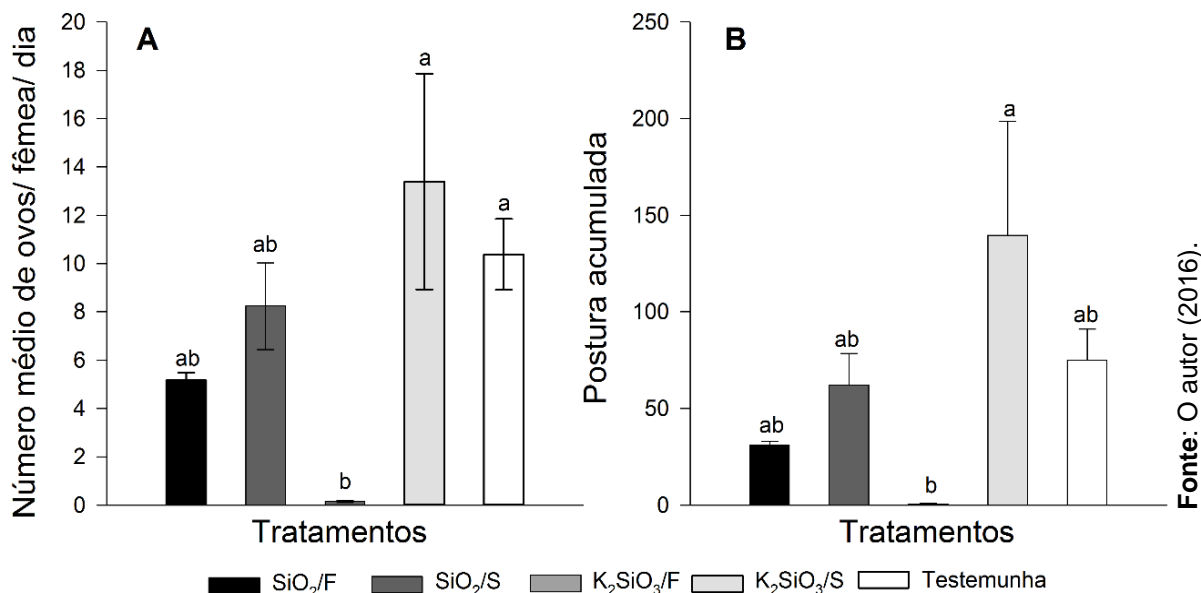 A
Número médio de ovos/ fêmea/ dia
20
18
16
14
12
10
8
6
4
2
0
ab
ab
b
a
a
Tratamentos
B
Postura acumulada
250
200
150
100
50
0
ab
ab
b
a
ab
Tratamentos
SiO₂/F SiO₂/S K₂SiO₃/F K₂SiO₃/S Testemunha
Fonte: O autor (2016).